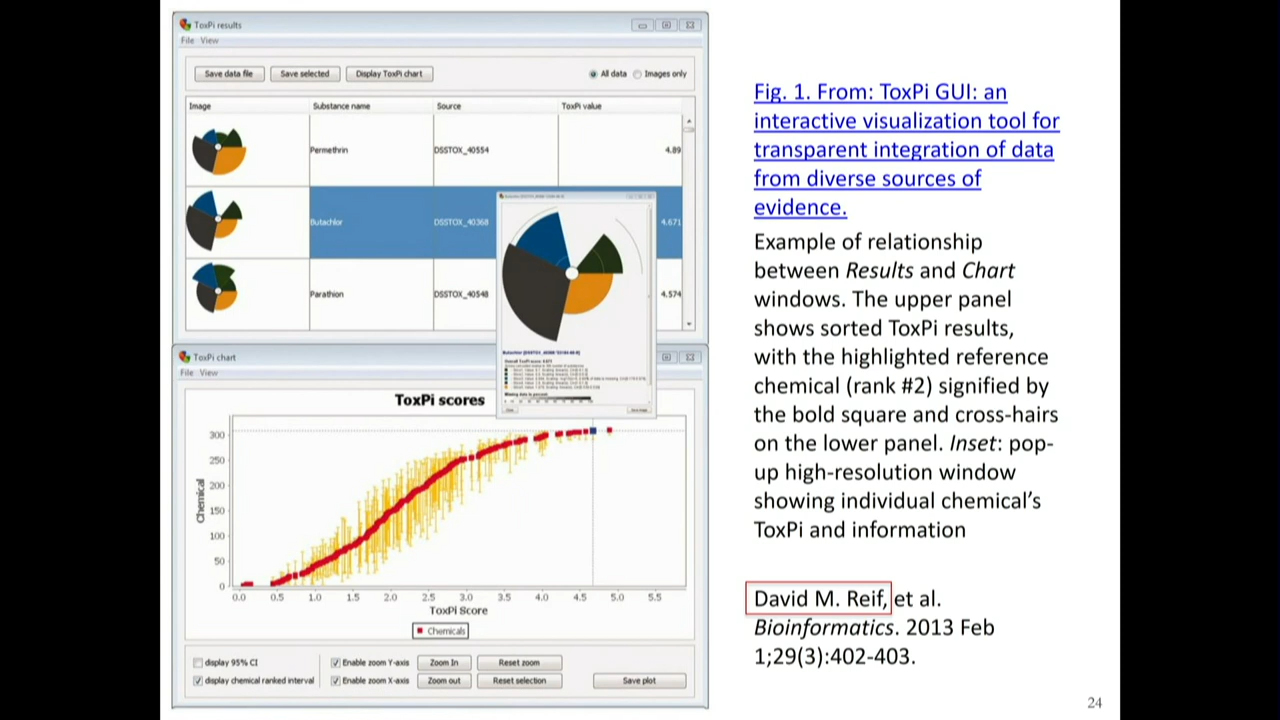 ToxPi results
File View
Save data file Save selected Display ToxPi chart All data Images only
Image Substance name Source ToxPi value
Permethrin DSSTOX_40554 4.89
Butachlor DSSTOX_40368 4.671
Parathion DSSTOX_40548 4.574
ToxPi chart
File View
ToxPi scores
300
250
200
150
100
50
0
Chemical
0.0 0.5 1.0 1.5 2.0 2.5 3.0 3.5 4.0 4.5 5.0 5.5
ToxPi Score
Chemicals
display 95% CI Enable zoom Y-axis Zoom In Reset zoom
display chemical ranked interval Enable zoom X-axis Zoom out Reset selection Save plot
Fig. 1. From: ToxPi GUI: an
interactive visualization tool for
transparent integration of data
from diverse sources of
evidence.
Example of relationship
between Results and Chart
windows. The upper panel
shows sorted ToxPi results,
with the highlighted reference
chemical (rank #2) signified by
the bold square and cross-hairs
on the lower panel. Inset: pop-
up high-resolution window
showing individual chemical’s
ToxPi and information
David M. Reif, et al.
Bioinformatics. 2013 Feb
1;29(3):402-403.
24